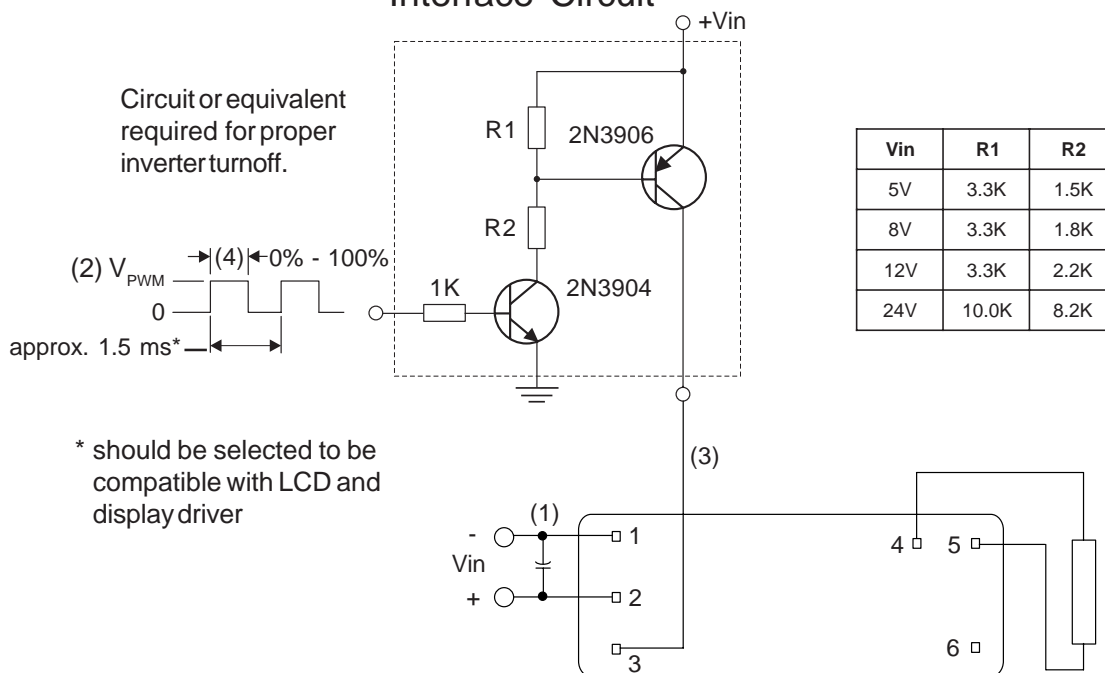 Interface Circuit
+Vin
Circuit or equivalent
required for proper
inverter turnoff.
R1
2N3906
R2
(2) VPWM
(4)
0% - 100%
0
approx. 1.5 ms*
1K
2N3904
Vin R1 R2
5V 3.3K 1.5K
8V 3.3K 1.8K
12V 3.3K 2.2K
24V 10.0K 8.2K
* should be selected to be
compatible with LCD and
display driver
(3)
(1)
-
Vin
+
1
2
3
4
5
6